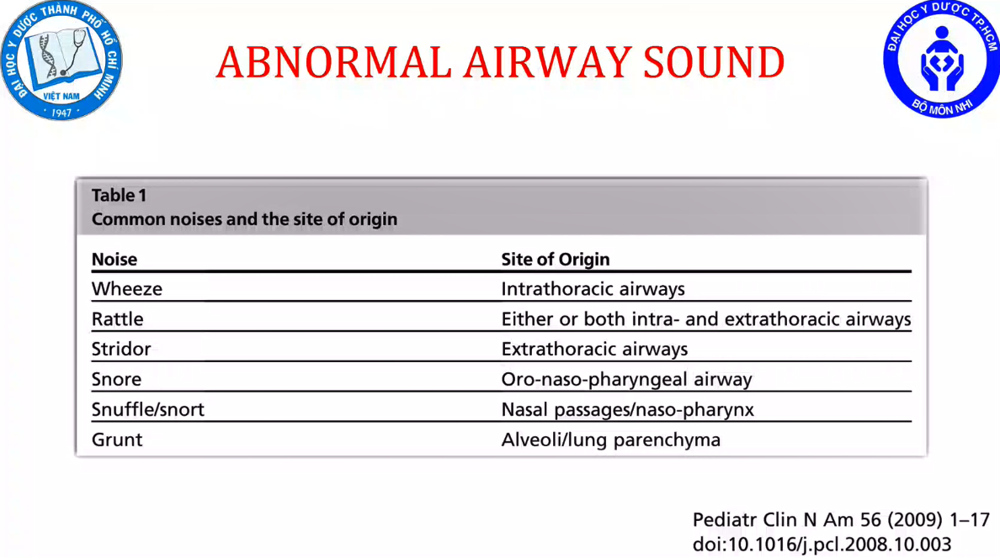 ĐẠI HỌC Y DƯỢC THÀNH PHỐ HỒ CHÍ MINH
VIỆT NAM
1947
ABNORMAL AIRWAY SOUND
ĐẠI HỌC Y DƯỢC TP.HCM
BỘ MÔN NHI
Table 1
Common noises and the site of origin
Noise Site of Origin
Wheeze Intrathoracic airways
Rattle Either or both intra- and extrathoracic airways
Stridor Extrathoracic airways
Snore Oro-naso-pharyngeal airway
Snuffle/snort Nasal passages/naso-pharynx
Grunt Alveoli/lung parenchyma
Pediatr Clin N Am 56 (2009) 1–17
doi:10.1016/j.pcl.2008.10.003